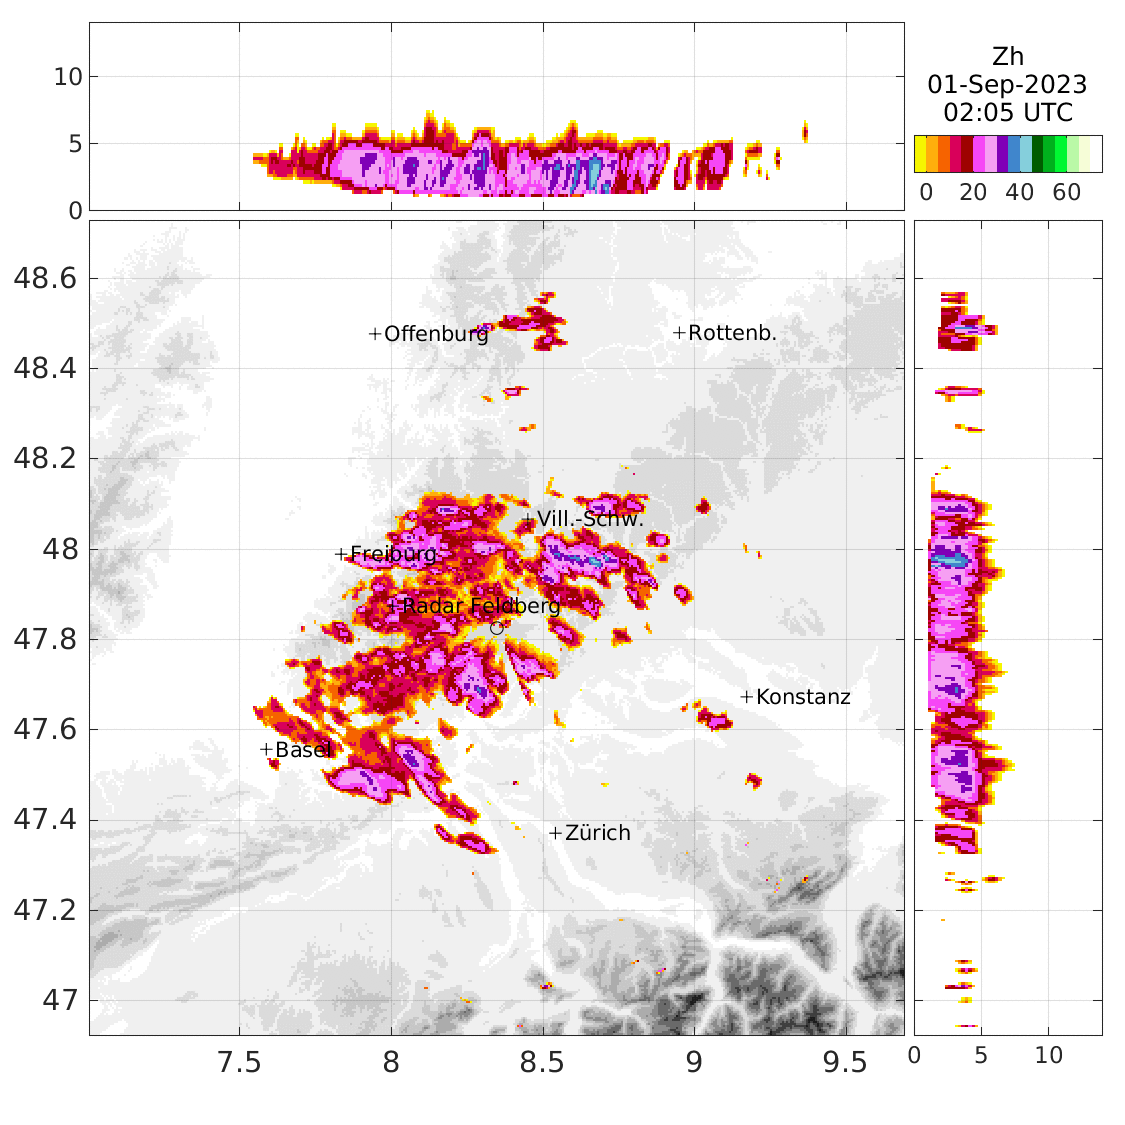 10
5
0
Zh
01-Sep-2023
02:05 UTC
0 20 40 60
48.6
48.4
48.2
48
47.8
47.6
47.4
47.2
47
Offenburg
Rottenb.
Vill.-Schw.
Freiburg
Radar Feldberg
Konstanz
Basel
Zürich
7.5 8 8.5 9 9.5
0 5 10